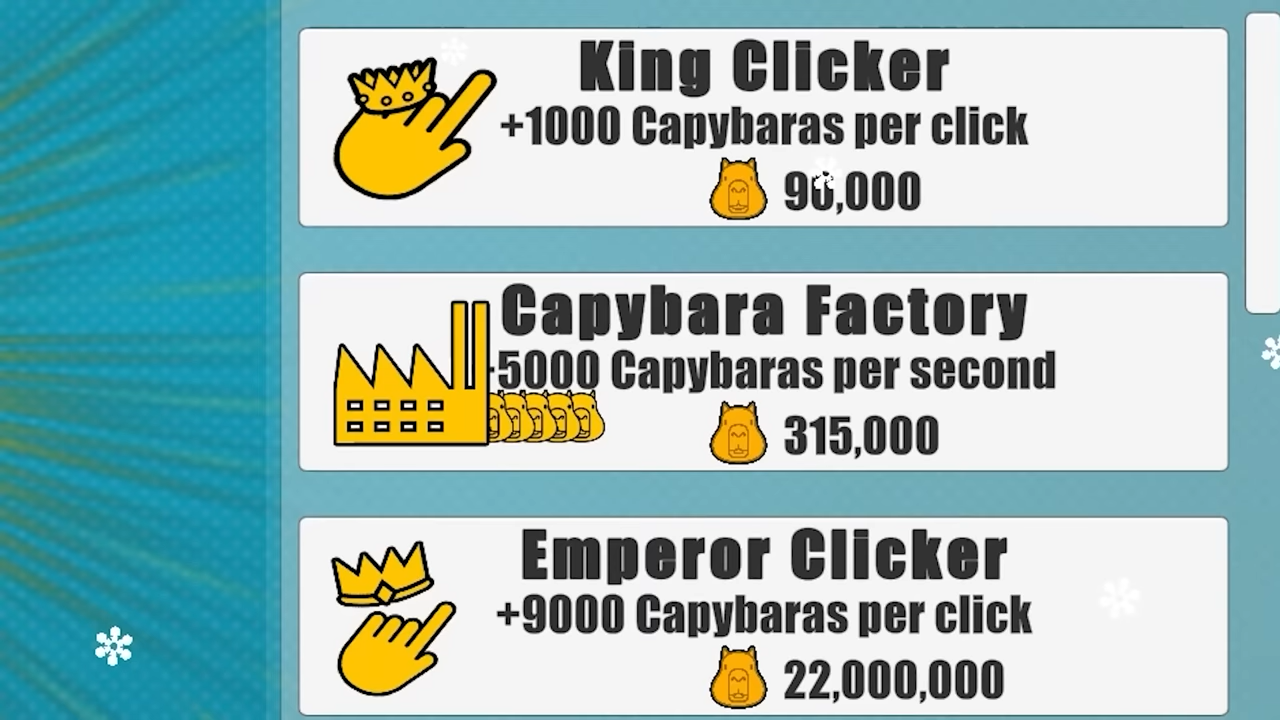 King Clicker
+1000 Capybaras per click
90,000
Capybara Factory
+5000 Capybaras per second
315,000
Emperor Clicker
+9000 Capybaras per click
22,000,000